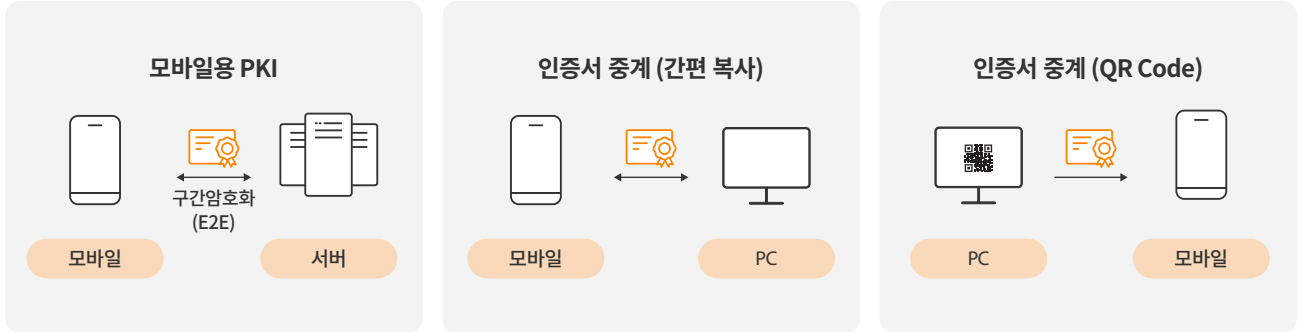 모바일용 PKI
구간암호화
(E2E)
모바일
서버
인증서 중계 (간편 복사)
모바일
PC
인증서 중계 (QR Code)
PC
모바일